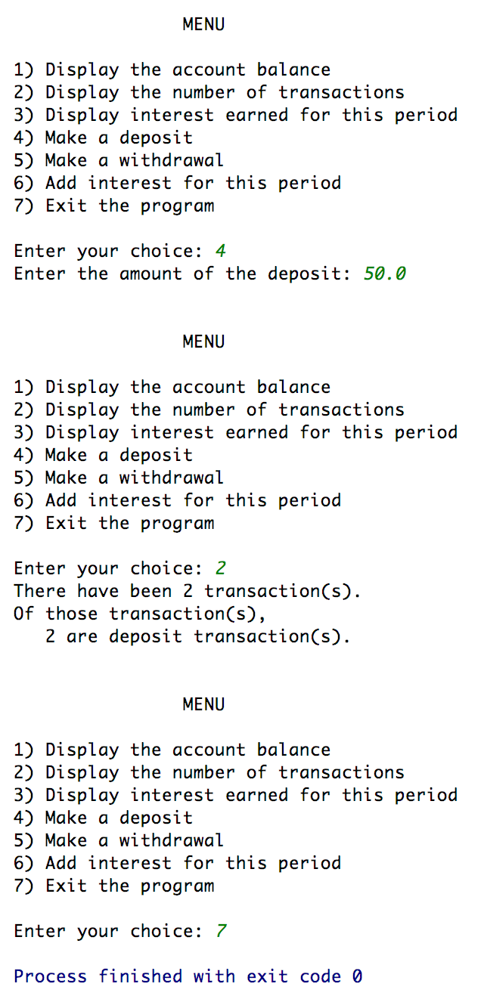 MENU
1) Display the account balance
2) Display the number of transactions
3) Display interest earned for this period
4) Make a deposit
5) Make a withdrawal
6) Add interest for this period
7) Exit the program
Enter your choice: 4
Enter the amount of the deposit: 50.0
MENU
1) Display the account balance
2) Display the number of transactions
3) Display interest earned for this period
4) Make a deposit
5) Make a withdrawal
6) Add interest for this period
7) Exit the program
Enter your choice: 2
There have been 2 transaction(s).
Of those transaction(s),
2 are deposit transaction(s).
MENU
1) Display the account balance
2) Display the number of transactions
3) Display interest earned for this period
4) Make a deposit
5) Make a withdrawal
6) Add interest for this period
7) Exit the program
Enter your choice: 7
Process finished with exit code 0